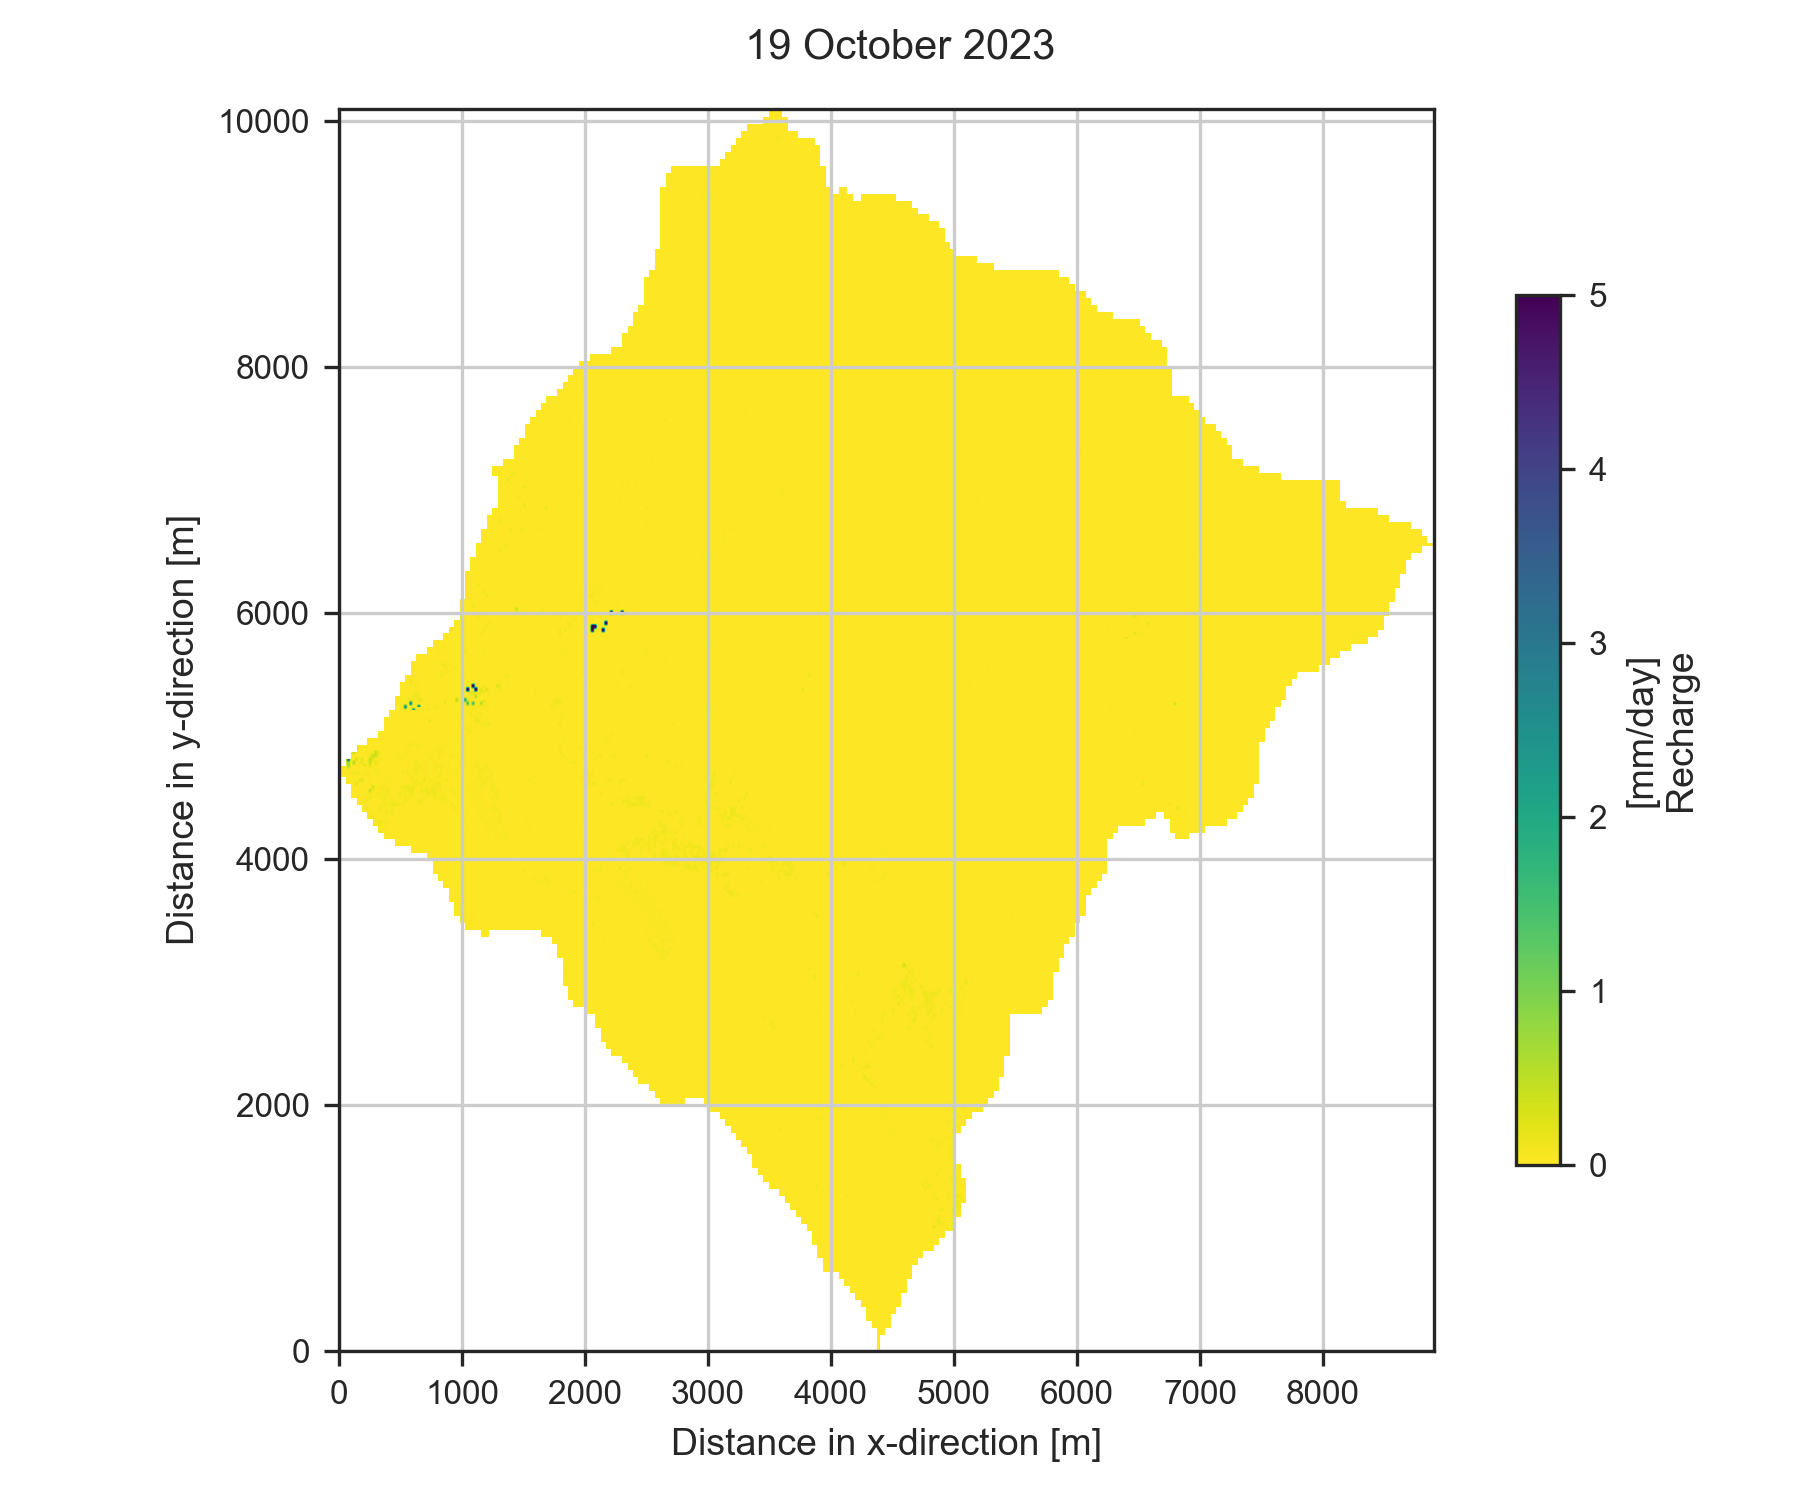 19 October 2023
10000
8000
6000
4000
2000
0
Distance in y-direction [m]
0 1000 2000 3000 4000 5000 6000 7000 8000
Distance in x-direction [m]
5
4
3
2
1
0
[mm/day]
Recharge